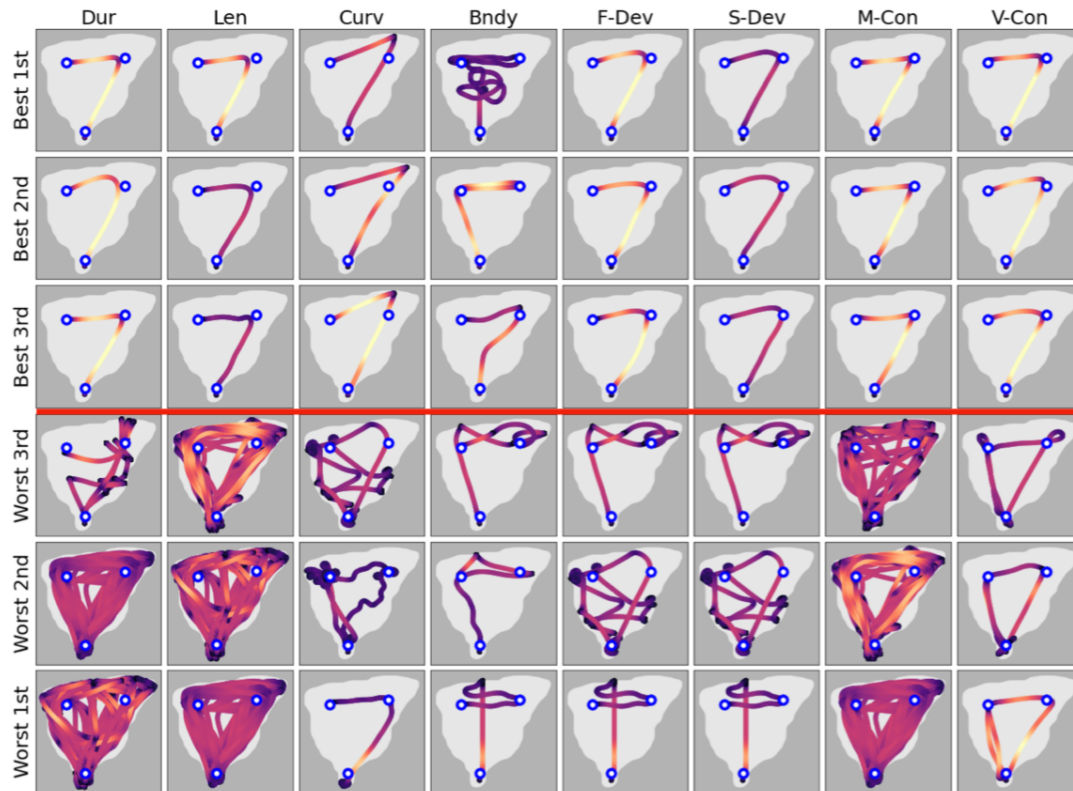 Dur Len Curv Bndy F-Dev S-Dev M-Con V-Con
Best 1st
Best 2nd
Best 3rd
Worst 3rd
Worst 2nd
Worst 1st